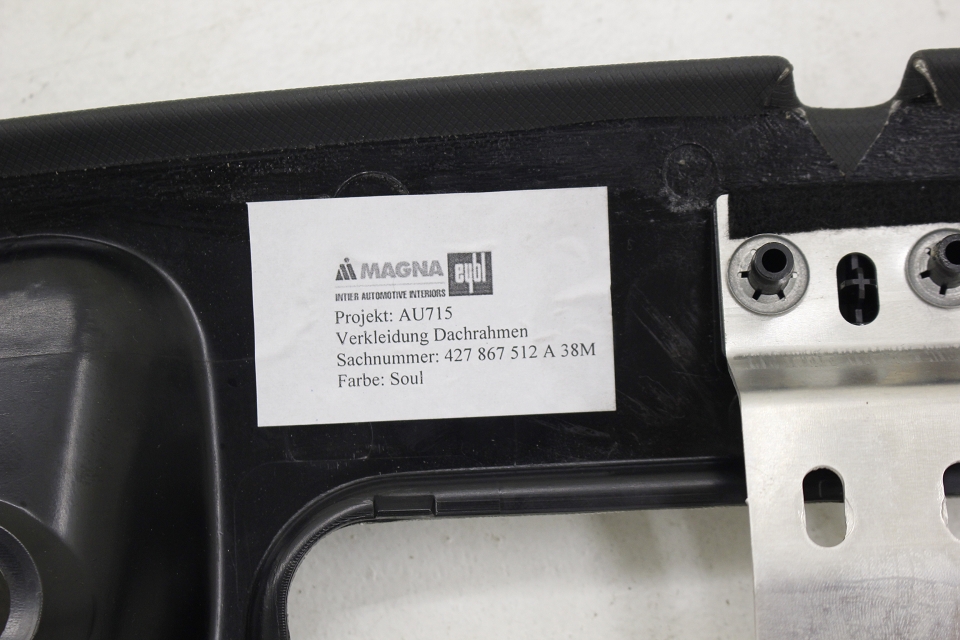 MAGNA eybl
INTIER AUTOMOTIVE INTERIORS
Projekt: AU715
Verkleidung Dachrahmen
Sachnummer: 427 867 512 A 38M
Farbe: Soul